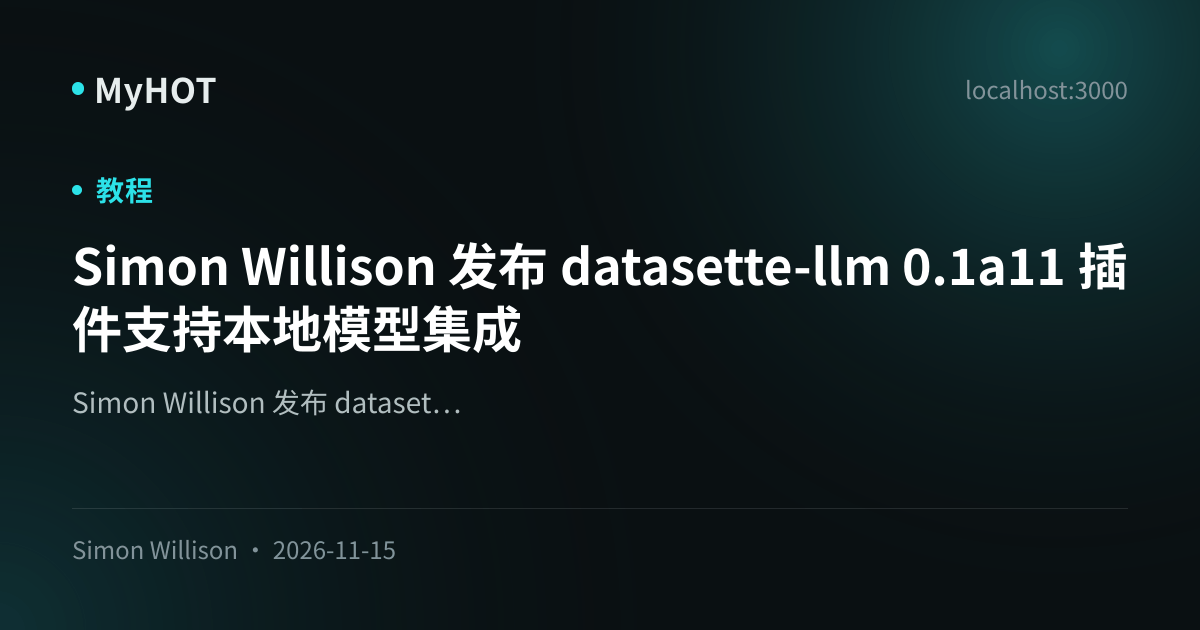 MyHOT
localhost:3000
教程
Simon Willison 发布 datasette-llm 0.1a11 插
件支持本地模型集成
Simon Willison 发布 dataset…
Simon Willison · 2026-11-15